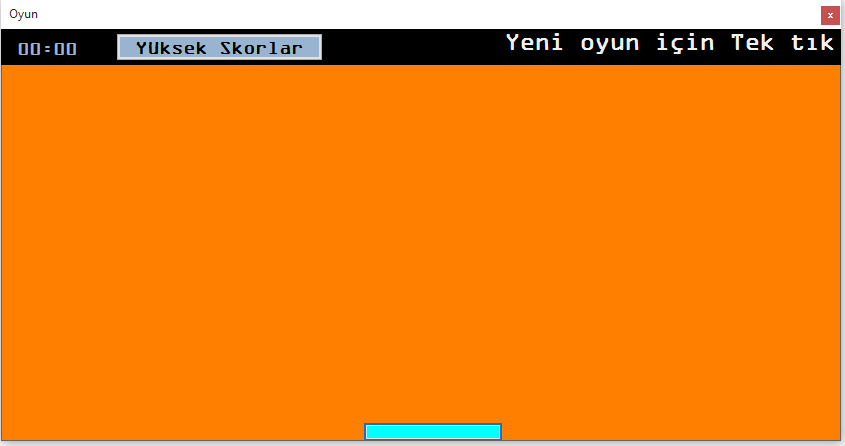 Oyun
x
00:00
YÜksek Skorlar
Yeni oyun için Tek tık